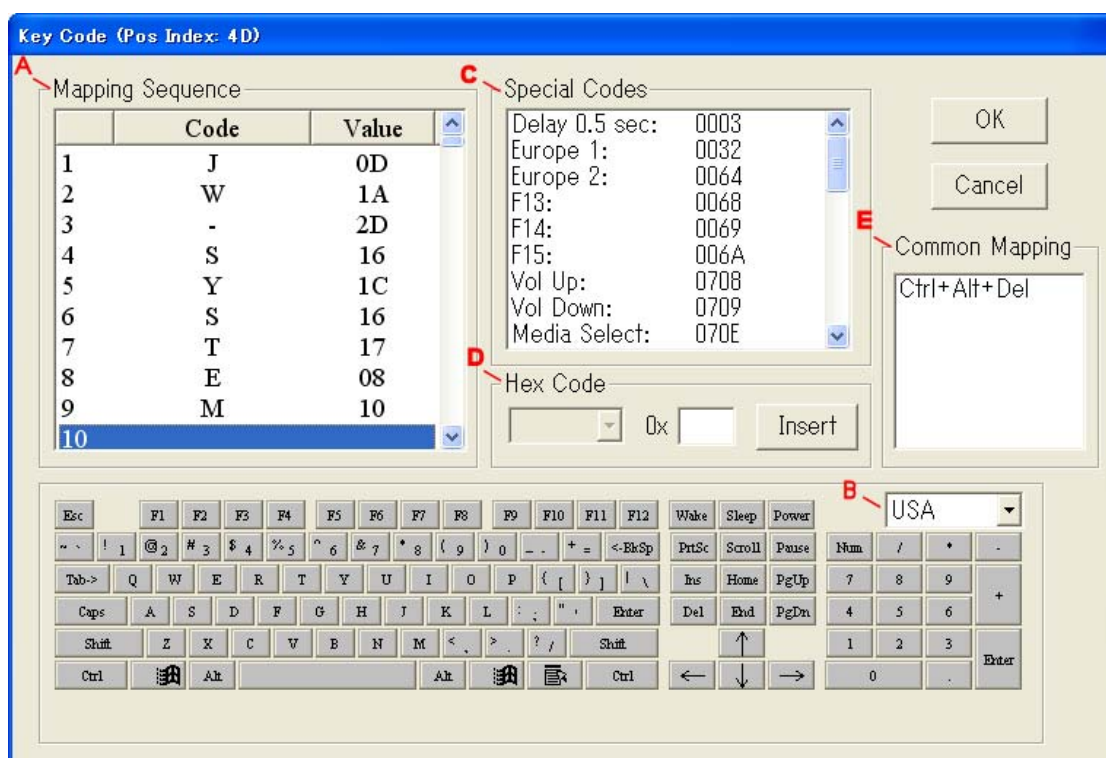 Key Code (Pos Index: 4D)
A
Mapping Sequence
Code Value
1 J 0D
2 W 1A
3 - 2D
4 S 16
5 Y 1C
6 S 16
7 T 17
8 E 08
9 M 10
10
C
Special Codes
Delay 0.5 sec: 0003
Europe 1: 0032
Europe 2: 0064
F13: 0068
F14: 0069
F15: 006A
Vol Up: 0708
Vol Down: 0709
Media Select: 070E
D
Hex Code
0x
Insert
OK
Cancel
E
Common Mapping
Ctrl+Alt+Del
B
USA
Esc F1 F2 F3 F4 F5 F6 F7 F8 F9 F10 F11 F12 Wake Sleep Power
~ ` ! 1 @ 2 # 3 $ 4 % 5 ^ 6 & 7 * 8 ( 9 ) 0 _ - + = <-BkSp PrtSc Scroll Pause Num / * -
Tab-> Q W E R T Y U I O P { [ } ] | \ Ins Home PgUp 7 8 9 +
Caps A S D F G H J K L : ; " ' Enter Del End PgDn 4 5 6
Shift Z X C V B N M < , > . ? / Shift ↑ 1 2 3 Enter
Ctrl Alt Alt Ctrl ← ↓ → 0 .